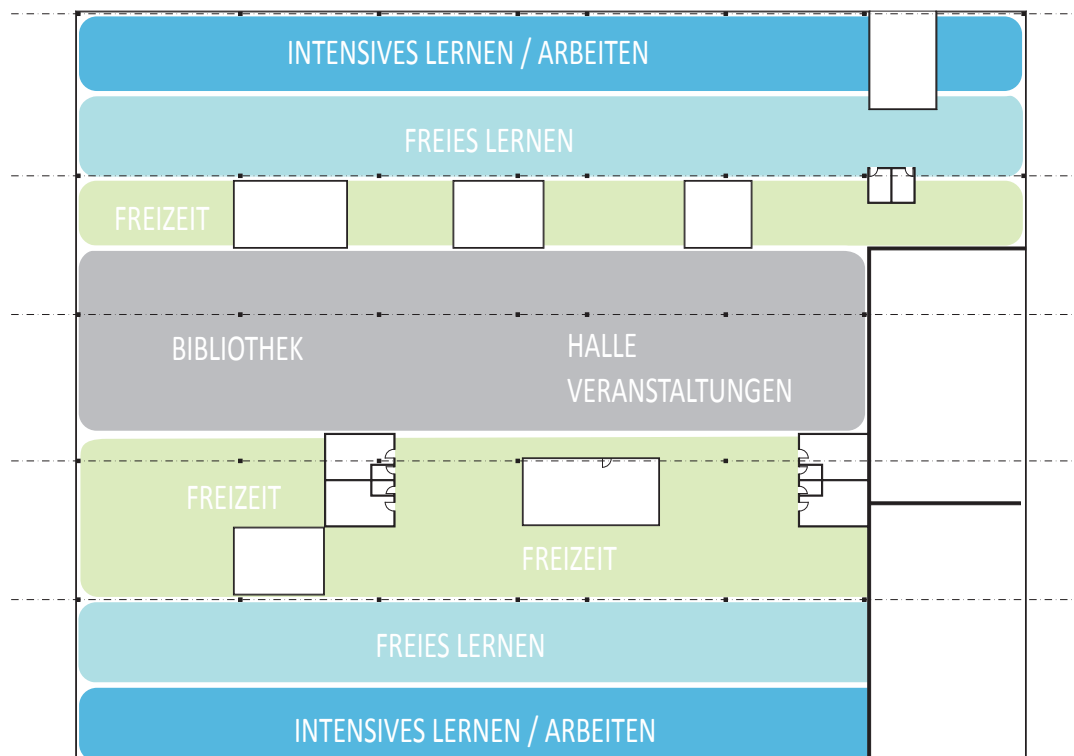 INTENSIVES LERNEN / ARBEITEN
FREIES LERNEN
FREIZEIT
BIBLIOTHEK
HALLE
VERANSTALTUNGEN
FREIZEIT
FREIZEIT
FREIES LERNEN
INTENSIVES LERNEN / ARBEITEN